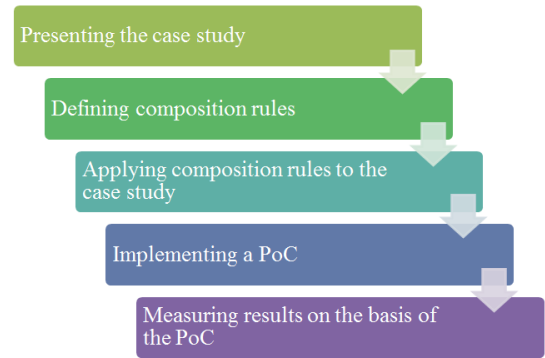 Presenting the case study
Defining composition rules
Applying composition rules to the
case study
Implementing a PoC
Measuring results on the basis of
the PoC